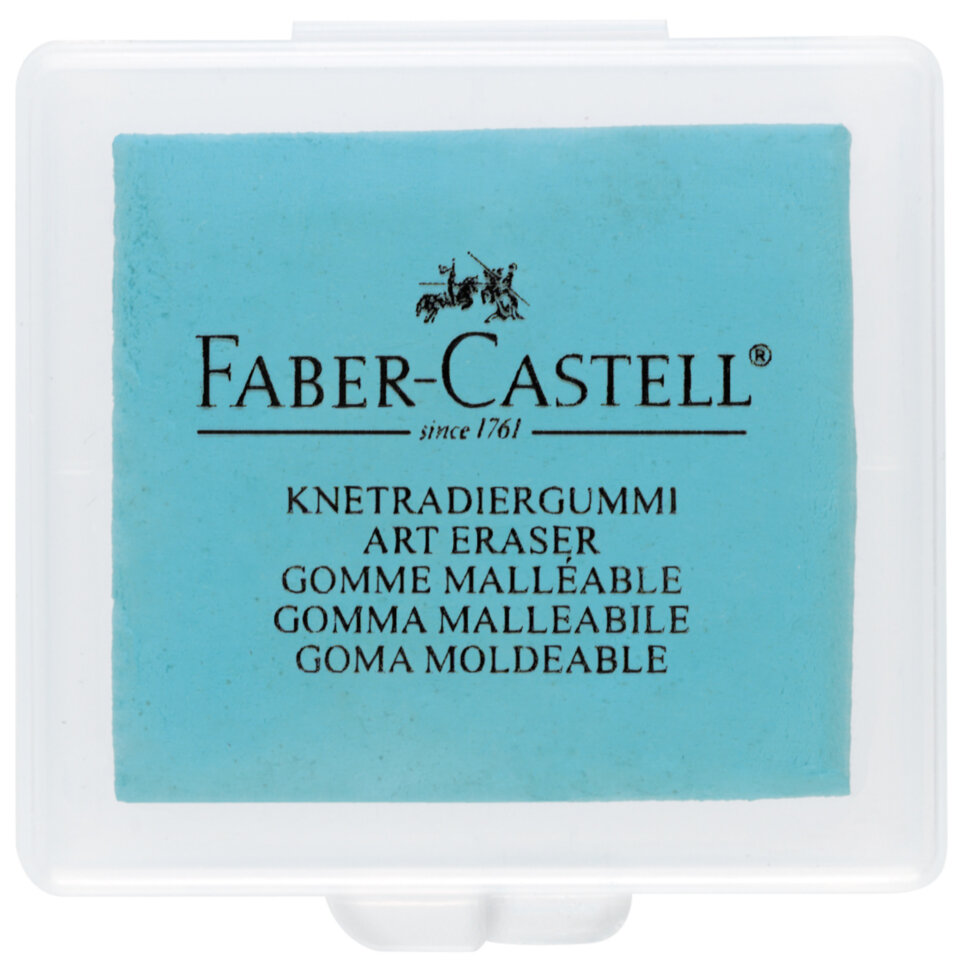 FABER-CASTELL®
since 1761
KNETRADIERGUMMI
ART ERASER
GOMME MALLÉABLE
GOMMA MALLEABILE
GOMA MOLDEABLE